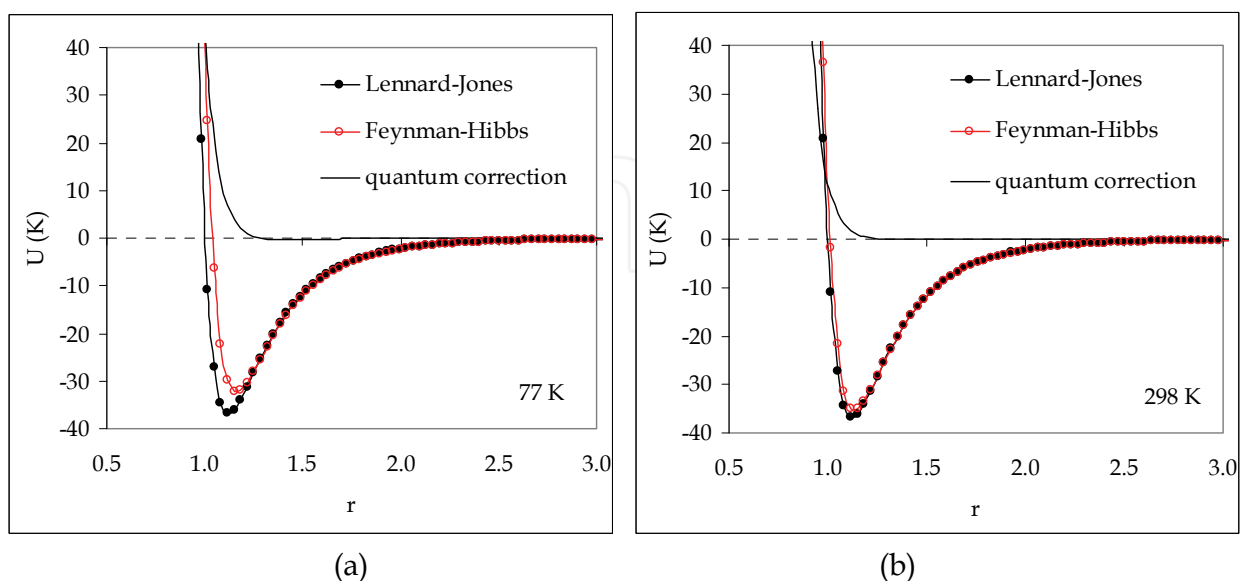 40
30
20
10
0
-10
-20
-30
-40
U (K)
0.5 1.0 1.5 2.0 2.5 3.0
r
Lennard-Jones
Feynman-Hibbs
quantum correction
77 K
(a)
40
30
20
10
0
-10
-20
-30
-40
U (K)
0.5 1.0 1.5 2.0 2.5 3.0
r
Lennard-Jones
Feynman-Hibbs
quantum correction
298 K
(b)